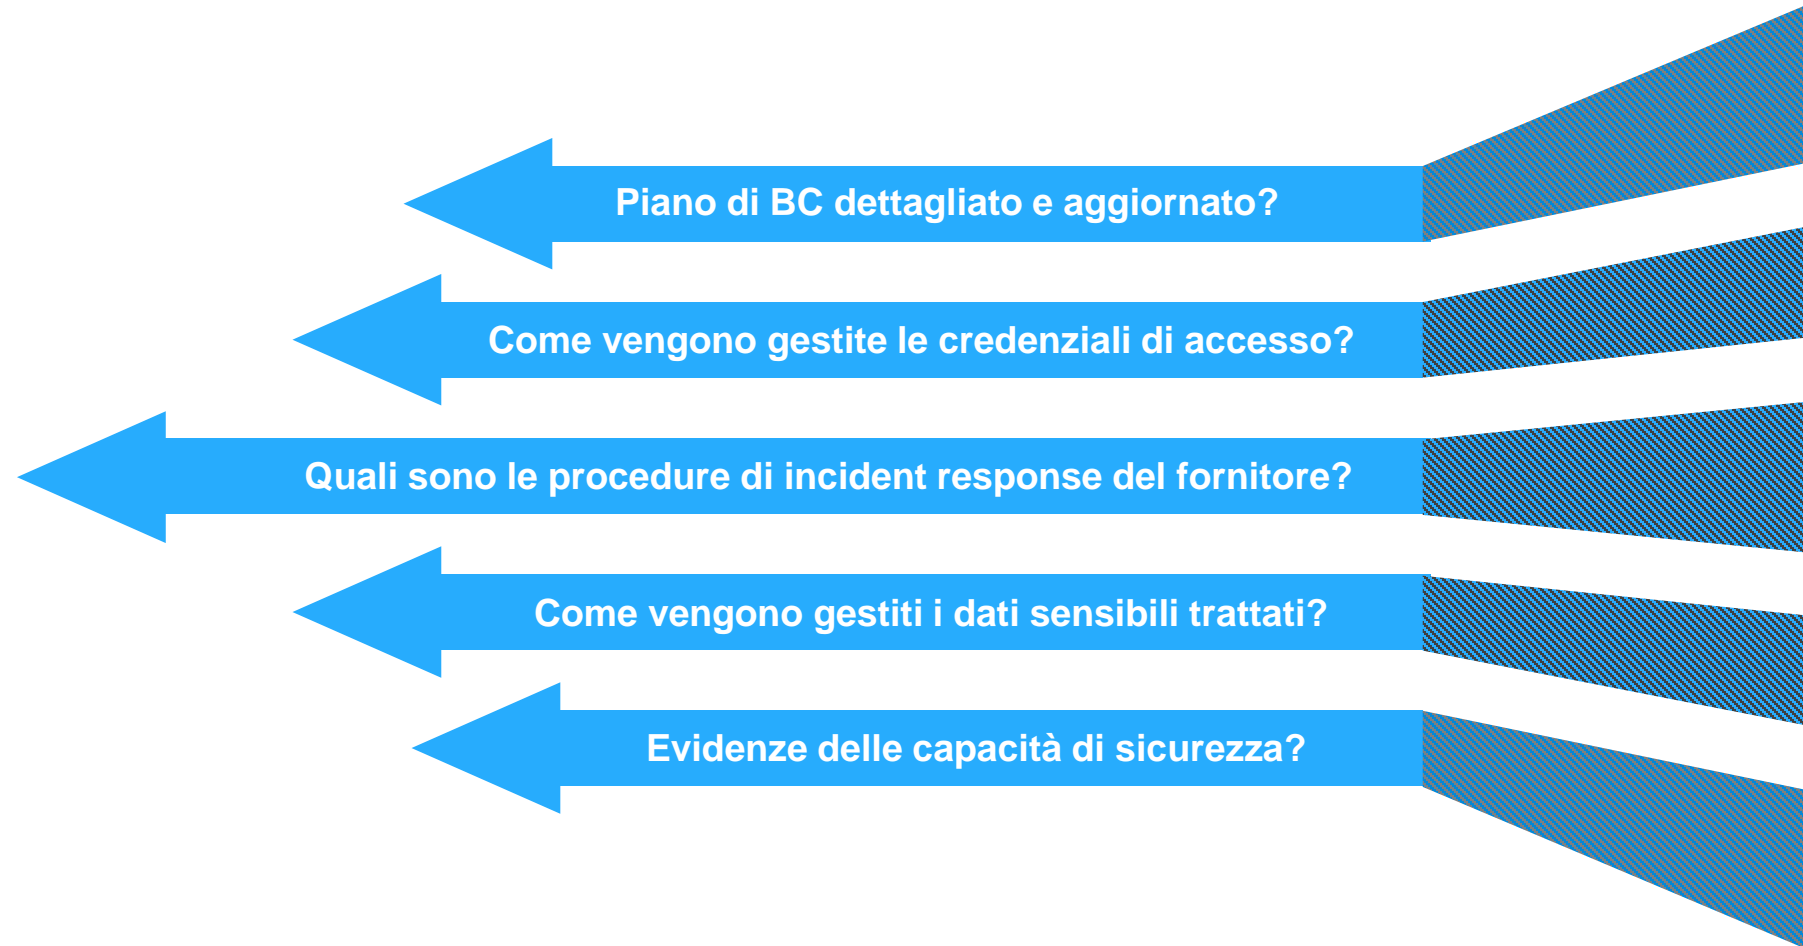 Piano di BC dettagliato e aggiornato?
Come vengono gestite le credenziali di accesso?
Quali sono le procedure di incident response del fornitore?
Come vengono gestiti i dati sensibili trattati?
Evidenze delle capacità di sicurezza?